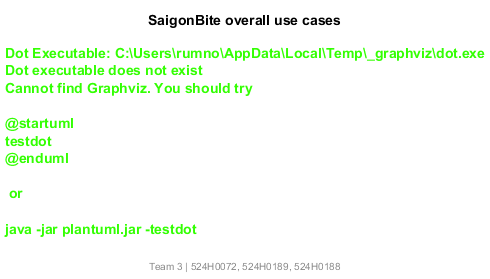 SaigonBite overall use cases
Dot Executable: C:\Users\rumno\AppData\Local\Temp\_graphviz\dot.exe
Dot executable does not exist
Cannot find Graphviz. You should try
@startuml
testdot
@enduml
or
java -jar plantuml.jar -testdot
Team 3 | 524H0072, 524H0189, 524H0188